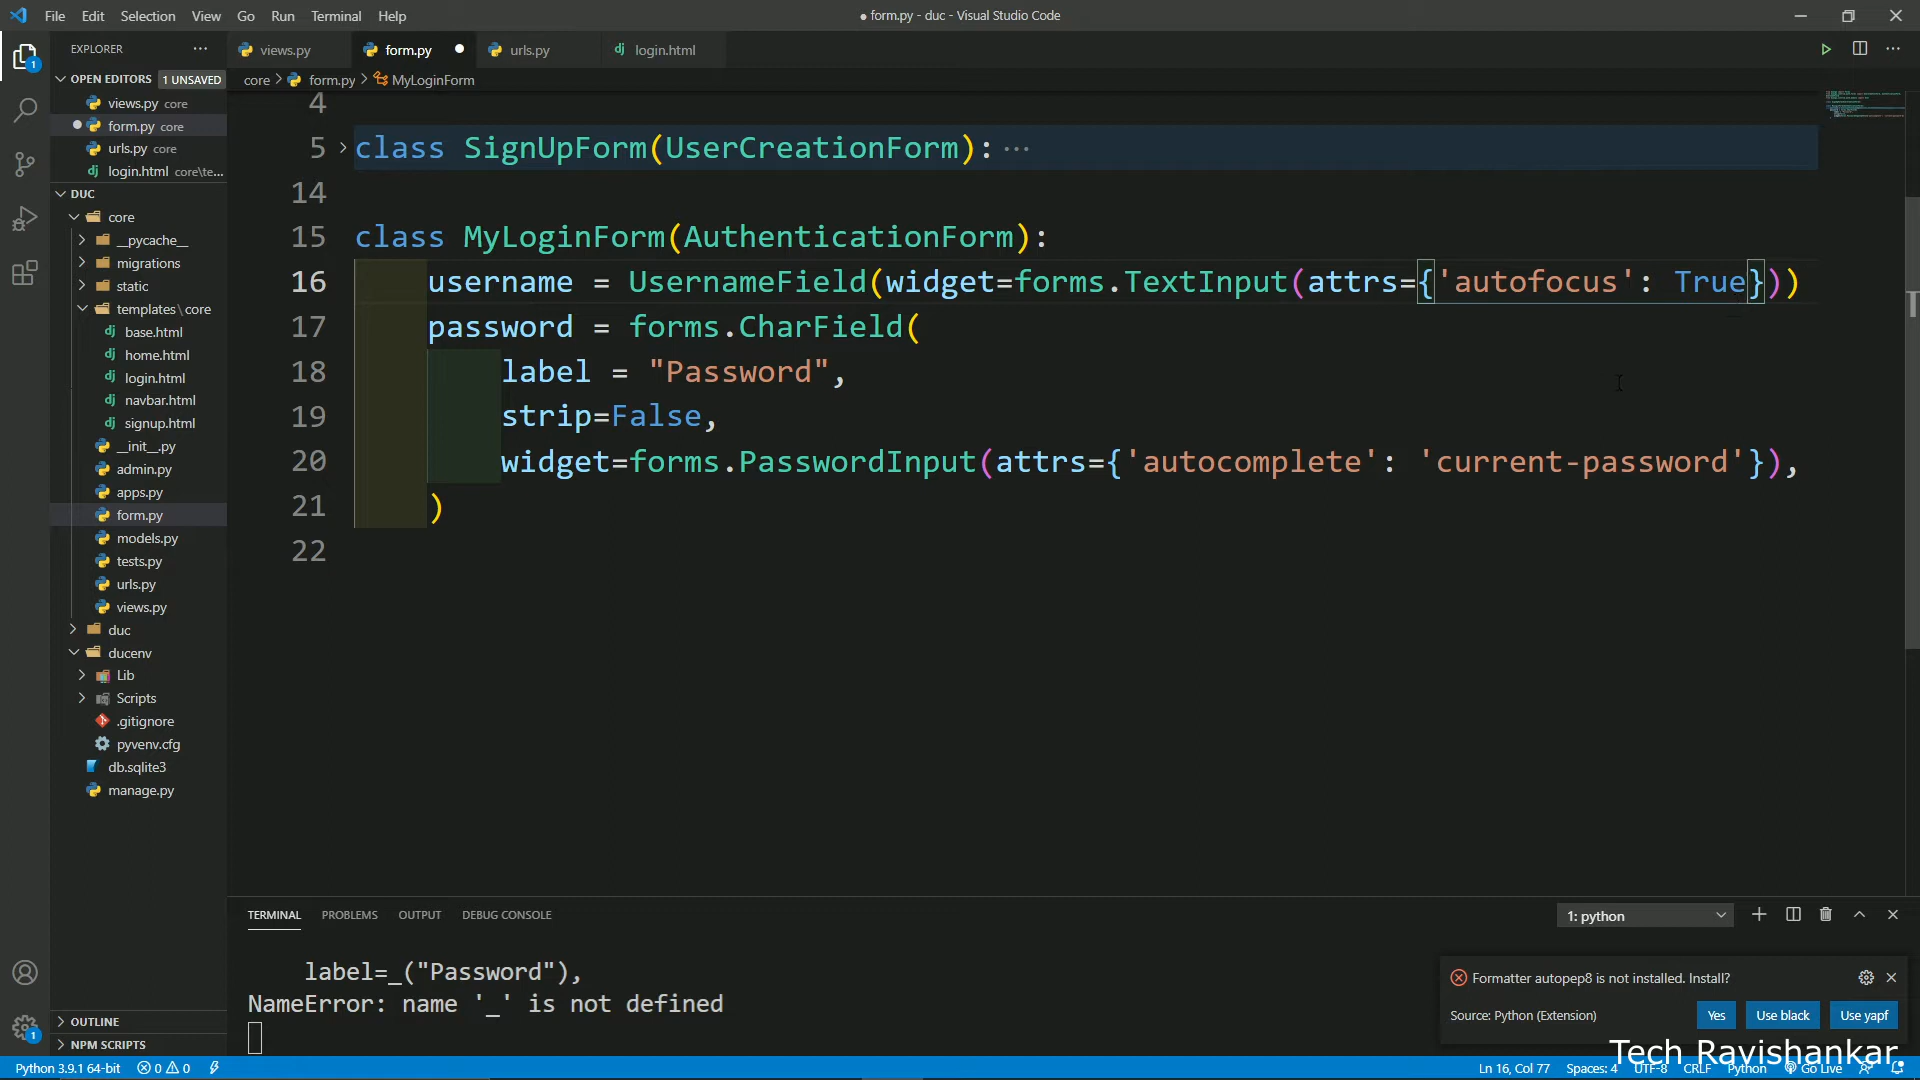 File Edit Selection View Go Run Terminal Help
● form.py - duc - Visual Studio Code
EXPLORER
OPEN EDITORS 1 UNSAVED
views.py core
form.py core
urls.py core
login.html core\te...
DUC
core
__pycache__
migrations
static
templates\core
base.html
home.html
login.html
navbar.html
signup.html
__init__.py
admin.py
apps.py
form.py
models.py
tests.py
urls.py
views.py
duc
ducenv
Lib
Scripts
.gitignore
pyvenv.cfg
db.sqlite3
manage.py
OUTLINE
NPM SCRIPTS
views.py form.py urls.py login.html
core > form.py > MyLoginForm
4
5 class SignUpForm(UserCreationForm):···
14
15 class MyLoginForm(AuthenticationForm):
16 username = UsernameField(widget=forms.TextInput(attrs={'autofocus': True}))
17 password = forms.CharField(
18 label = "Password",
19 strip=False,
20 widget=forms.PasswordInput(attrs={'autocomplete': 'current-password'}),
21 )
22
TERMINAL PROBLEMS OUTPUT DEBUG CONSOLE
1: python
label=_("Password"),
NameError: name '_' is not defined
Formatter autopep8 is not installed. Install?
Source: Python (Extension)
Yes Use black Use yapf
Tech Ravishankar
Python 3.9.1 64-bit 0 0
Ln 16, Col 77 Spaces: 4 UTF-8 CRLF Python Go Live
1
1